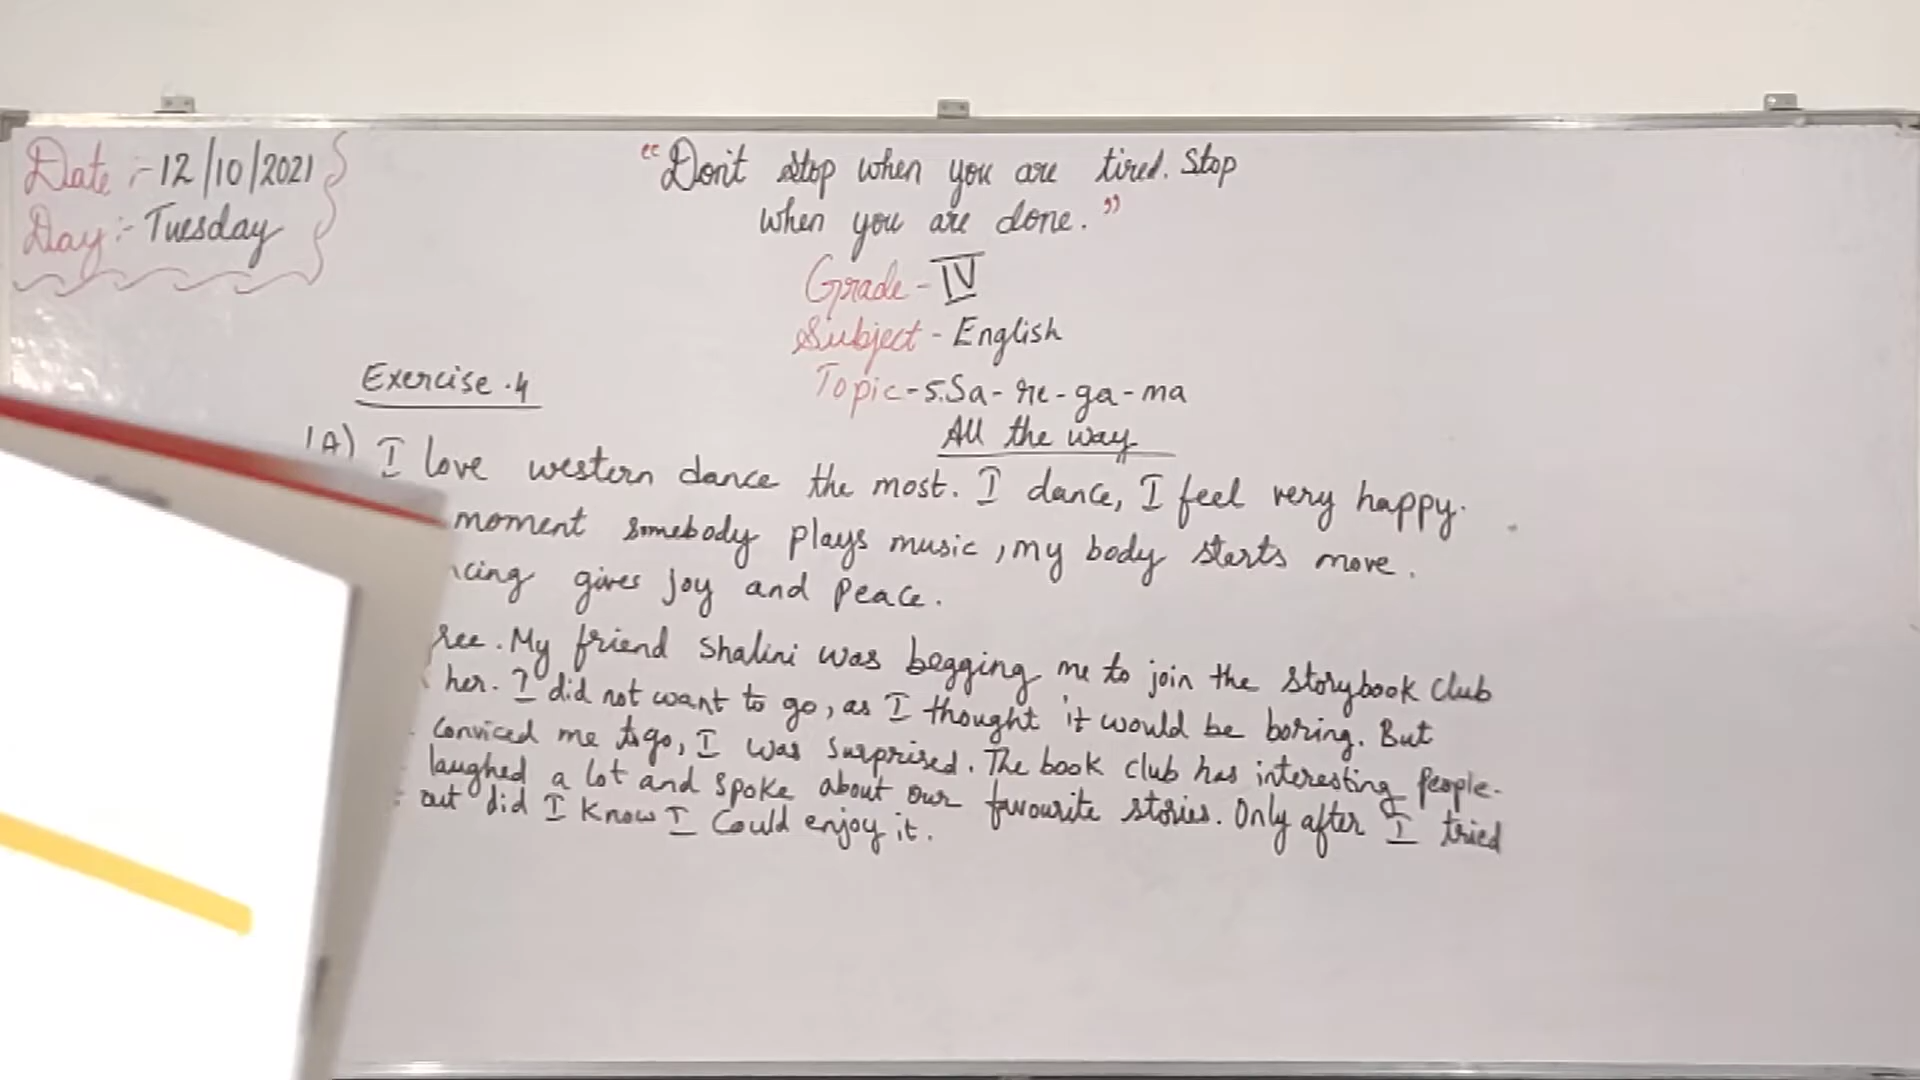 Date :- 12/10/2021
Day :- Tuesday
"Don't stop when you are tired. Stop
when you are done."
Grade - IV
Subject - English
Topic - 5. Sa - re - ga - ma
All the way
Exercise . 4
(A) I love western dance the most. I dance, I feel very happy.
moment somebody plays music, my body starts move.
ncing gives joy and peace.
ree. My friend Shalini was begging me to join the storybook club
her. I did not want to go, as I thought it would be boring. But
conviced me to go, I was surprised. The book club has interesting people.
laughed a lot and spoke about our favourite stories. Only after I tried
out did I know I could enjoy it.